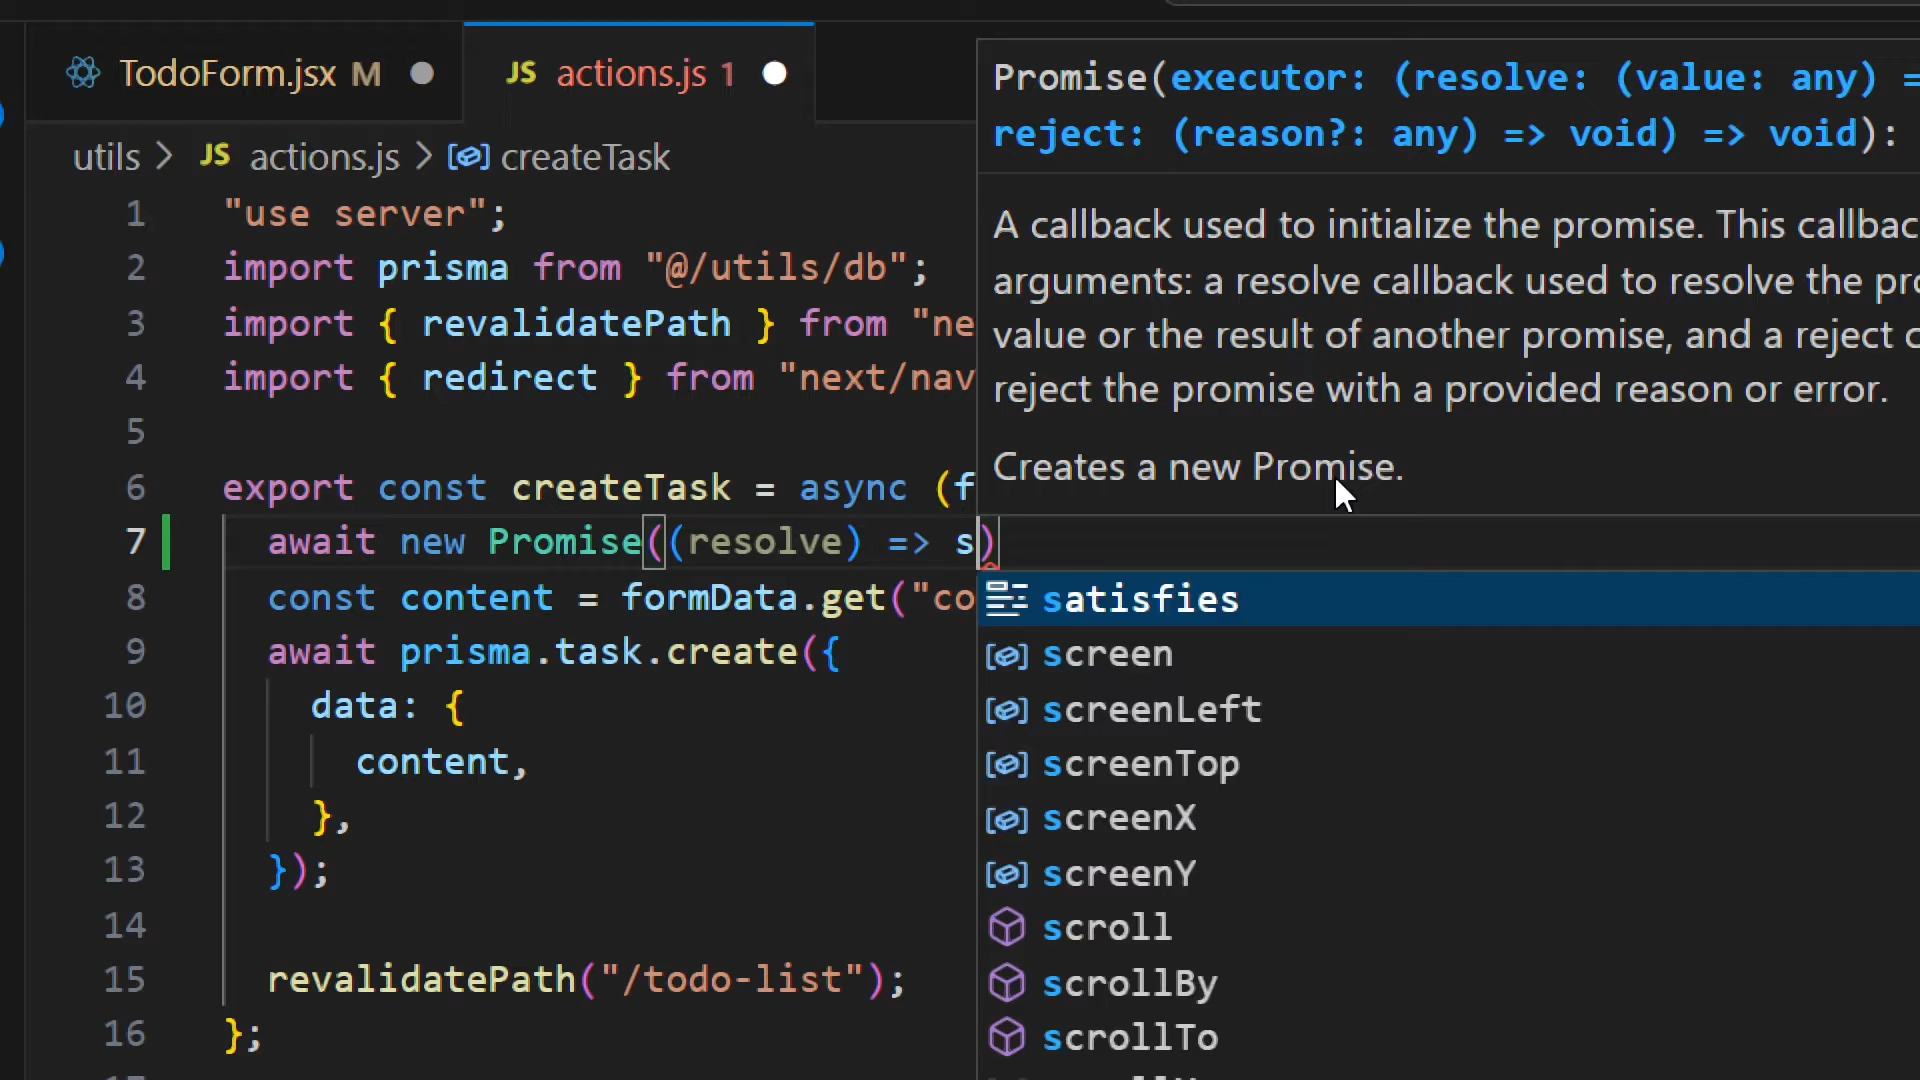 TodoForm.jsx M
JS actions.js 1
utils > JS actions.js > createTask
1 "use server";
2 import prisma from "@/utils/db";
3 import { revalidatePath } from "ne
4 import { redirect } from "next/nav
5
6 export const createTask = async (f
7 await new Promise((resolve) => s)
8 const content = formData.get("co
9 await prisma.task.create({
10 data: {
11 content,
12 },
13 });
14
15 revalidatePath("/todo-list");
16 };
Promise(executor: (resolve: (value: any) =
reject: (reason?: any) => void) => void):
A callback used to initialize the promise. This callbac
arguments: a resolve callback used to resolve the pro
value or the result of another promise, and a reject c
reject the promise with a provided reason or error.
Creates a new Promise.
satisfies
screen
screenLeft
screenTop
screenX
screenY
scroll
scrollBy
scrollTo